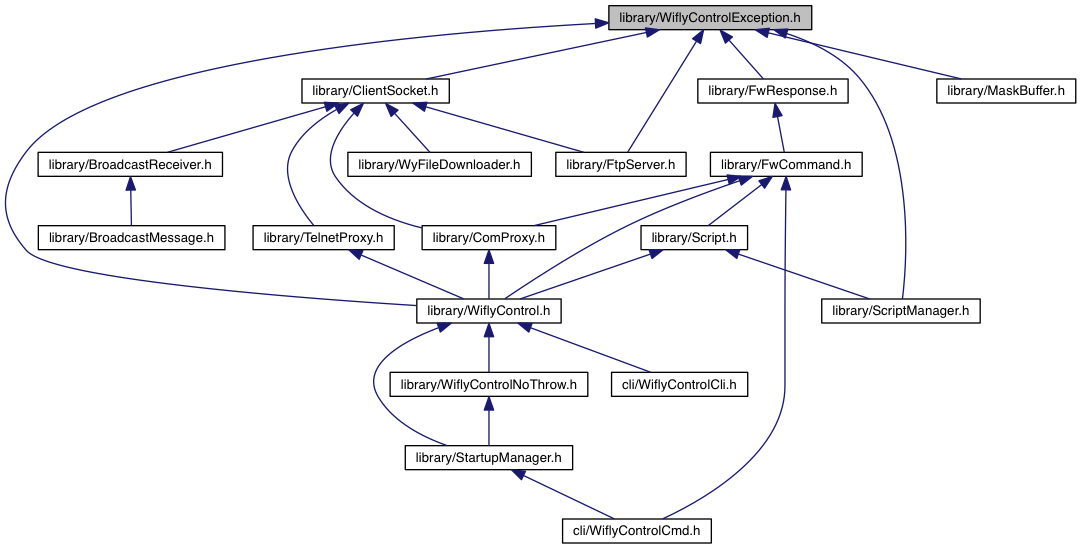 library/WiflyControlException.h
library/ClientSocket.h
library/FwResponse.h
library/MaskBuffer.h
library/BroadcastReceiver.h
library/WyFileDownloader.h
library/FtpServer.h
library/FwCommand.h
library/BroadcastMessage.h
library/TelnetProxy.h
library/ComProxy.h
library/Script.h
library/WiflyControl.h
library/ScriptManager.h
library/WiflyControlNoThrow.h
cli/WiflyControlCli.h
library/StartupManager.h
cli/WiflyControlCmd.h